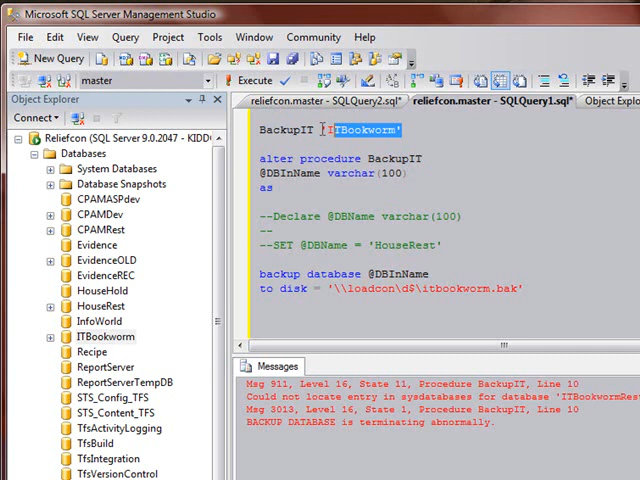 Microsoft SQL Server Management Studio
File Edit View Query Project Tools Window Community Help
New Query
master Execute
Object Explorer
reliefcon.master - SQLQuery2.sql* reliefcon.master - SQLQuery1.sql* Object Explo
Connect
Reliefcon (SQL Server 9.0.2047 - KIDD
Databases
System Databases
Database Snapshots
CPAMASPdev
CPAMDev
CPAMRest
Evidence
EvidenceOLD
EvidenceREC
HouseHold
HouseRest
InfoWorld
ITBookworm
Recipe
ReportServer
ReportServerTempDB
STS_Config_TFS
STS_Content_TFS
TfsActivityLogging
TfsBuild
TfsIntegration
TfsVersionControl
BackupIT 'ITBookworm'
alter procedure BackupIT
@DBInName varchar(100)
as
--Declare @DBName varchar(100)
--
--SET @DBName = 'HouseRest'
backup database @DBInName
to disk = '\\loadcon\d$\itbookworm.bak'
Messages
Msg 911, Level 16, State 11, Procedure BackupIT, Line 10
Could not locate entry in sysdatabases for database 'ITBookwormRest
Msg 3013, Level 16, State 1, Procedure BackupIT, Line 10
BACKUP DATABASE is terminating abnormally.